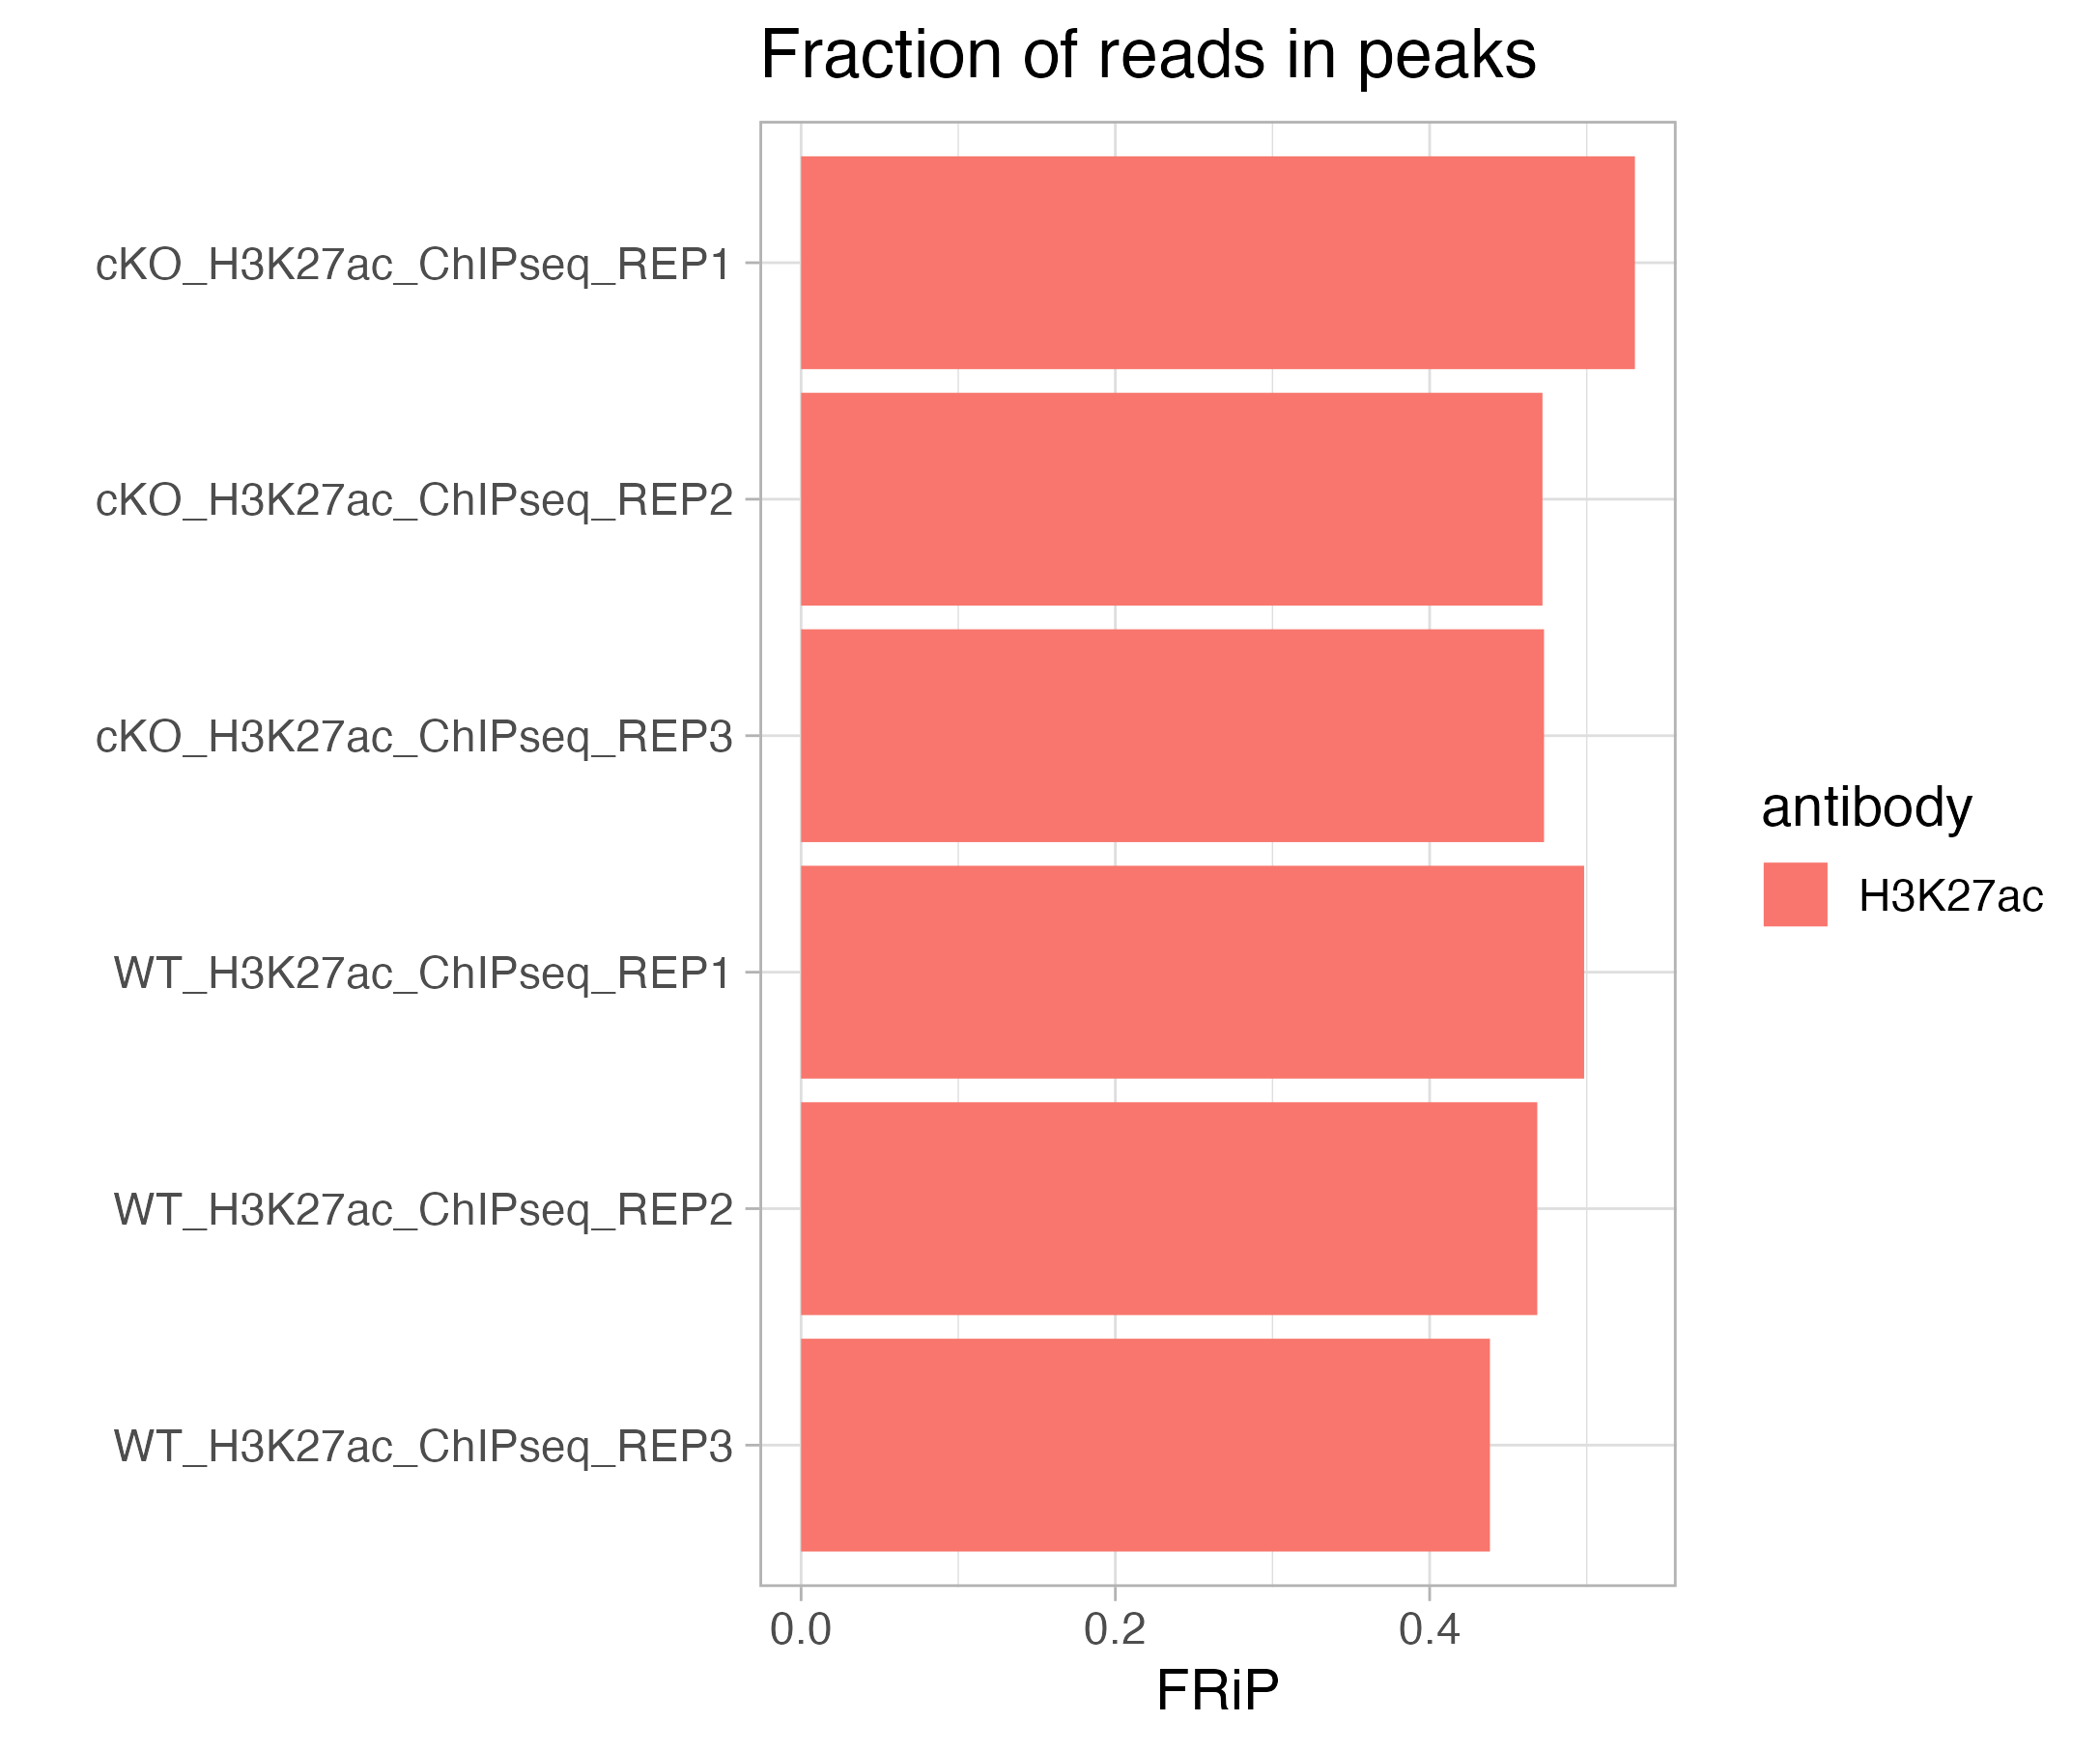 Fraction of reads in peaks
cKO_H3K27ac_ChIPseq_REP1
cKO_H3K27ac_ChIPseq_REP2
cKO_H3K27ac_ChIPseq_REP3
WT_H3K27ac_ChIPseq_REP1
WT_H3K27ac_ChIPseq_REP2
WT_H3K27ac_ChIPseq_REP3
0.0 0.2 0.4
FRiP
antibody
H3K27ac